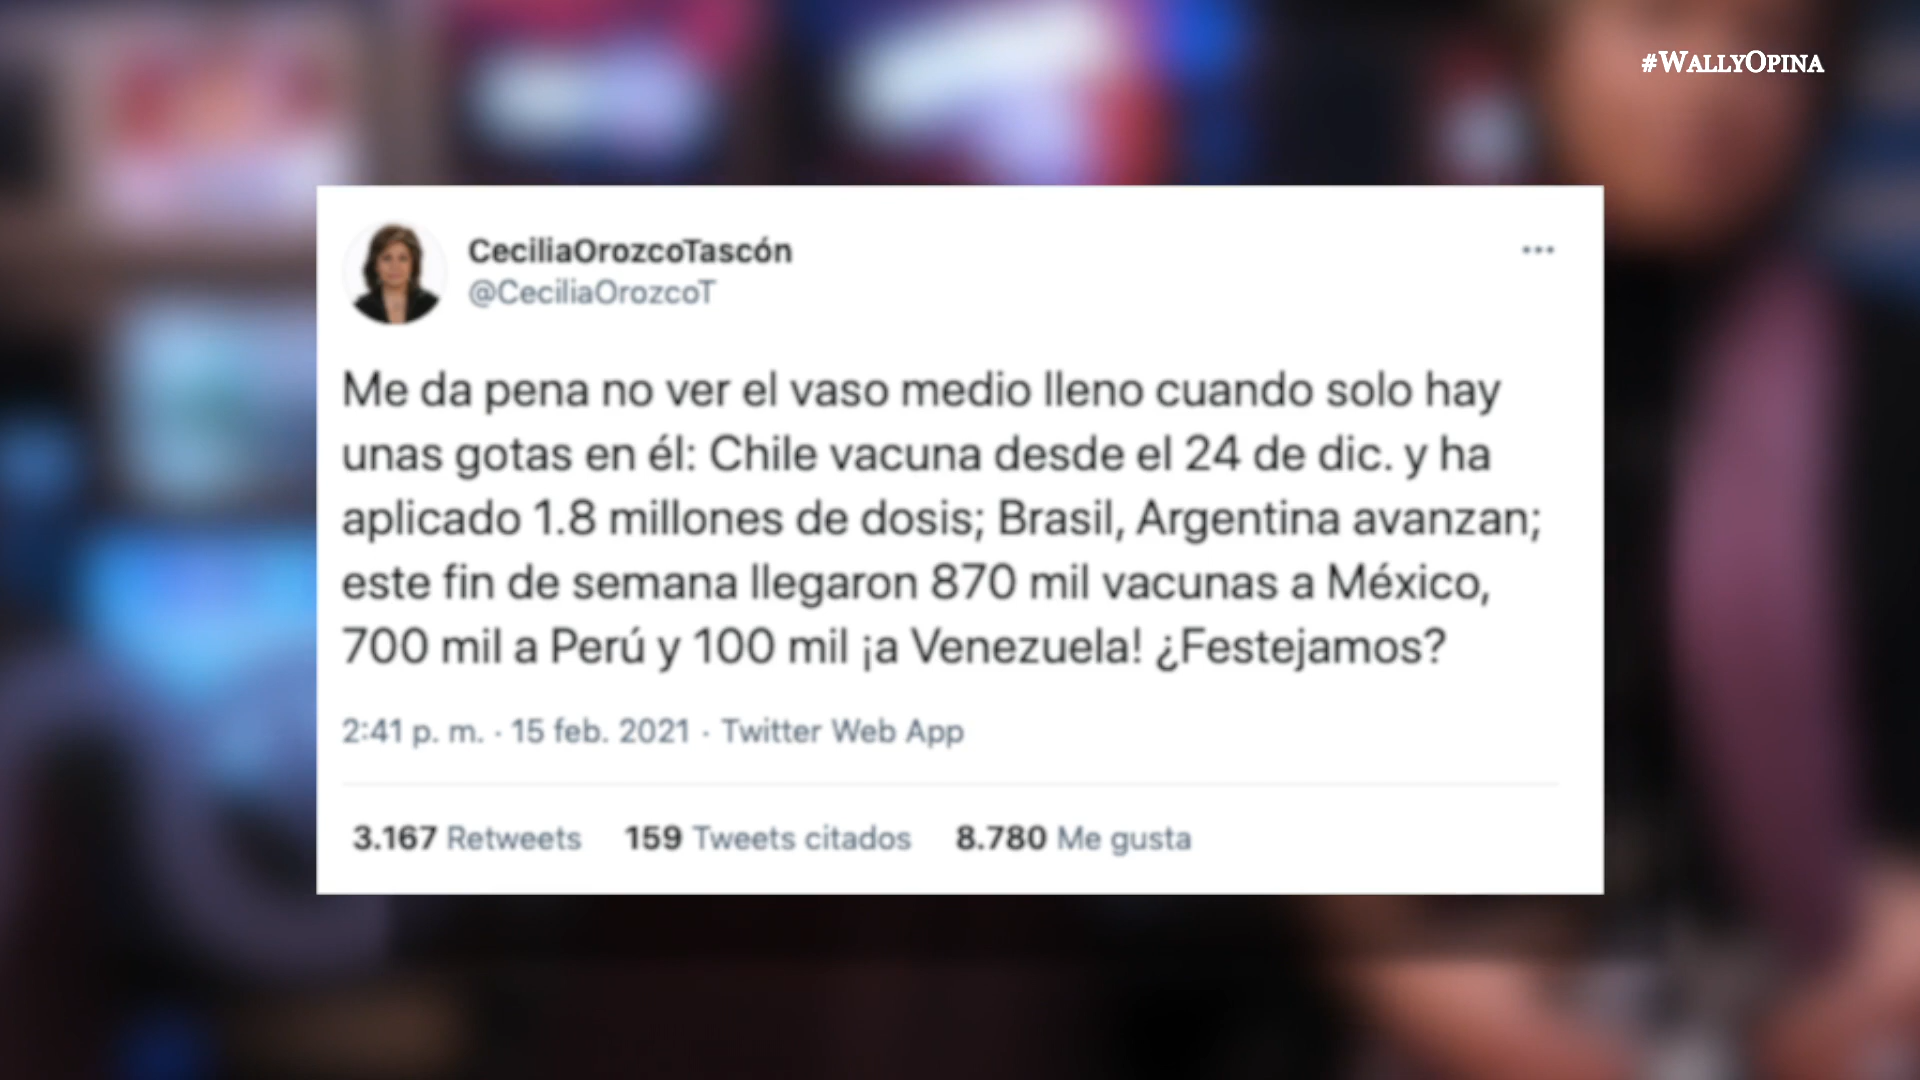 #WALLYOPINA
CeciliaOrozcoTascón
@CeciliaOrozcoT
Me da pena no ver el vaso medio lleno cuando solo hay
unas gotas en él: Chile vacuna desde el 24 de dic. y ha
aplicado 1.8 millones de dosis; Brasil, Argentina avanzan;
este fin de semana llegaron 870 mil vacunas a México,
700 mil a Perú y 100 mil ¡a Venezuela! ¿Festejamos?
2:41 p. m. · 15 feb. 2021 · Twitter Web App
3.167 Retweets 159 Tweets citados 8.780 Me gusta